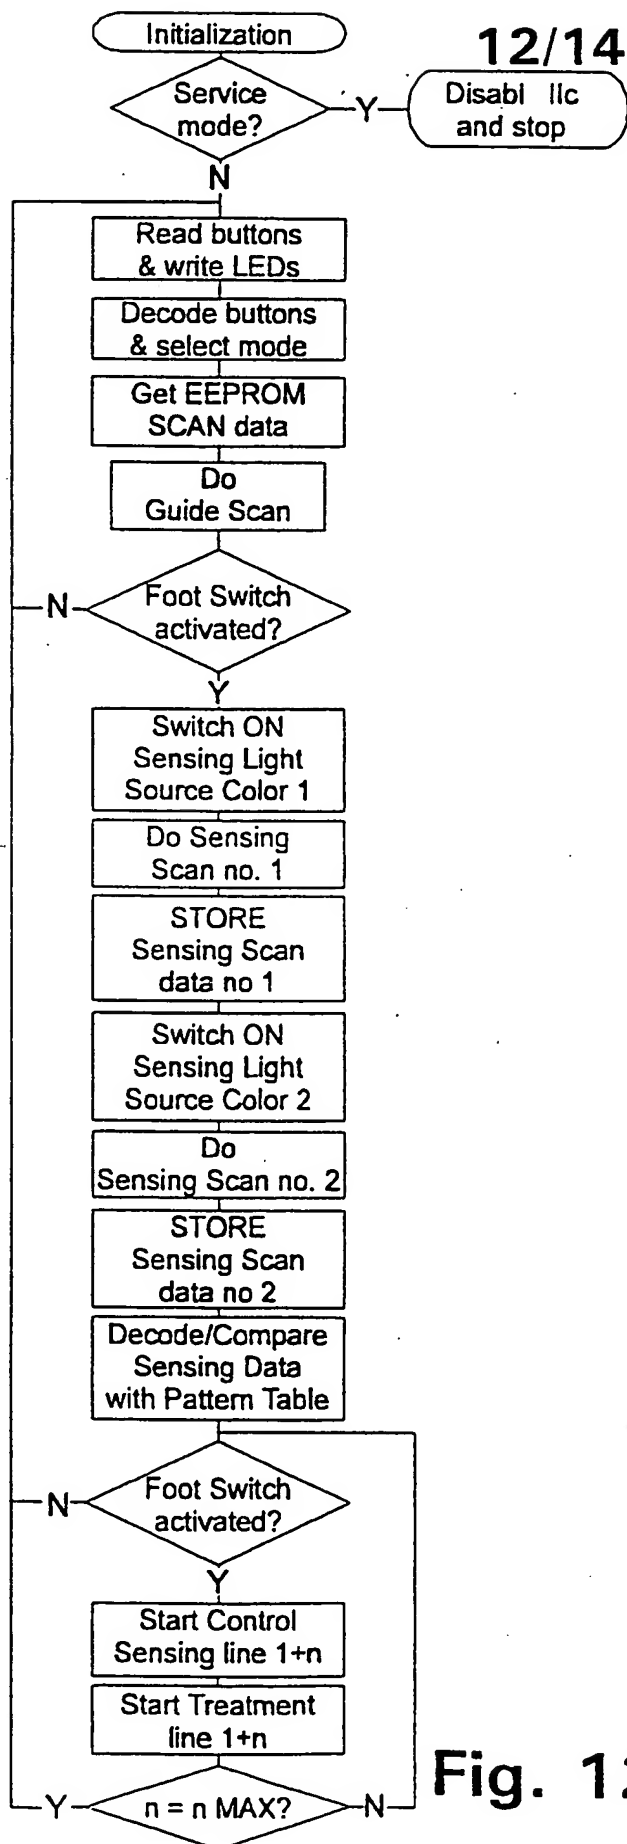 Initialization
12/14
Service
mode?
Y
Disabl IIc
and stop
N
Read buttons
& write LEDs
Decode buttons
& select mode
Get EEPROM
SCAN data
Do
Guide Scan
N
Foot Switch
activated?
Y
Switch ON
Sensing Light
Source Color 1
Do Sensing
Scan no. 1
STORE
Sensing Scan
data no 1
Switch ON
Sensing Light
Source Color 2
Do
Sensing Scan no. 2
STORE
Sensing Scan
data no 2
Decode/Compare
Sensing Data
with Pattern Table
N
Foot Switch
activated?
Y
Start Control
Sensing line 1+n
Start Treatment
line 1+n
Fig. 12
Y
n = n MAX?
N